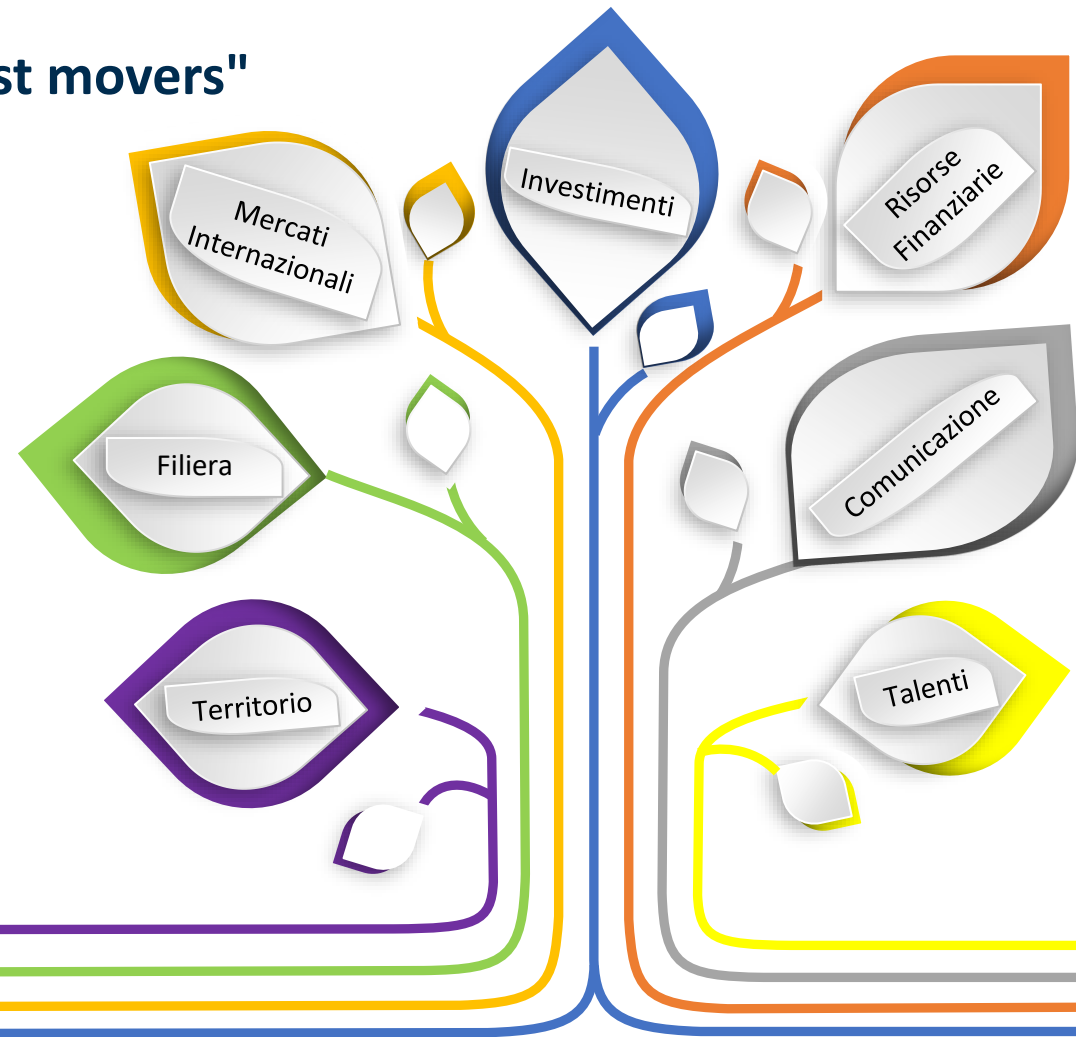 st movers"
Investimenti
Mercati
Internazionali
Risorse
Finanziarie
Filiera
Comunicazione
Territorio
Talenti